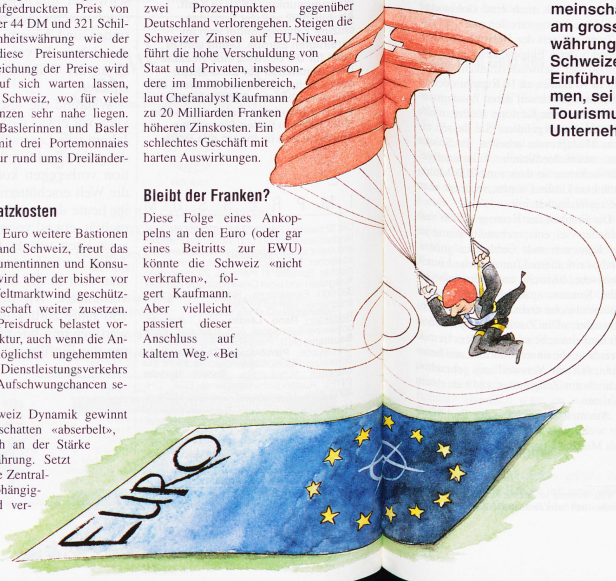 fgedrucktem Preis von
er 44 DM und 321 Schil-
nheitswährung wie der
diese Preisunterschiede
eichung der Preise wird
uf sich warten lassen,
Schweiz, wo für viele
nzen sehr nahe liegen.
Baslerinnen und Basler
mit drei Portemonnaies
ur rund ums Dreiländer-
atzkosten
Euro weitere Bastionen
and Schweiz, freut das
umentinnen und Konsu-
wird aber der bisher vor
eltmarktwind geschütz-
schaft weiter zusetzen.
Preisdruck belastet vor-
ktur, auch wenn die An-
öglichst ungehemmten
Dienstleistungsverkehrs
Aufschwungchancen se-
weiz Dynamik gewinnt
schatten «abserbelt»,
ch an der Stärke
ährung. Setzt
e Zentral-
bhängig-
d ver-
zwei Prozentpunkten gegenüber
Deutschland verlorengehen. Steigen die
Schweizer Zinsen auf EU-Niveau,
führt die hohe Verschuldung von
Staat und Privaten, insbeson-
dere im Immobilienbereich,
laut Chefanalyst Kaufmann
zu 20 Milliarden Franken
höheren Zinskosten. Ein
schlechtes Geschäft mit
harten Auswirkungen.
Bleibt der Franken?
Diese Folge eines Ankop-
pelns an den Euro (oder gar
eines Beitritts zur EWU)
könnte die Schweiz «nicht
verkraften», fol-
gert Kaufmann.
Aber vielleicht
passiert dieser
Anschluss auf
kaltem Weg. «Bei
meinscha
am gross
währung
Schweize
Einführu
men, sei
Tourismu
Unterneh
EURO